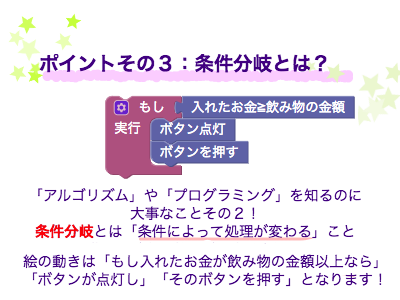 ポイントその３：条件分岐とは？
もし 入れたお金≧飲み物の金額
実行 ボタン点灯
ボタンを押す
「アルゴリズム」や「プログラミング」を知るのに
大事なことその２！
条件分岐とは「条件によって処理が変わる」こと
絵の動きは「もし入れたお金が飲み物の金額以上なら」
「ボタンが点灯し」「そのボタンを押す」となります！